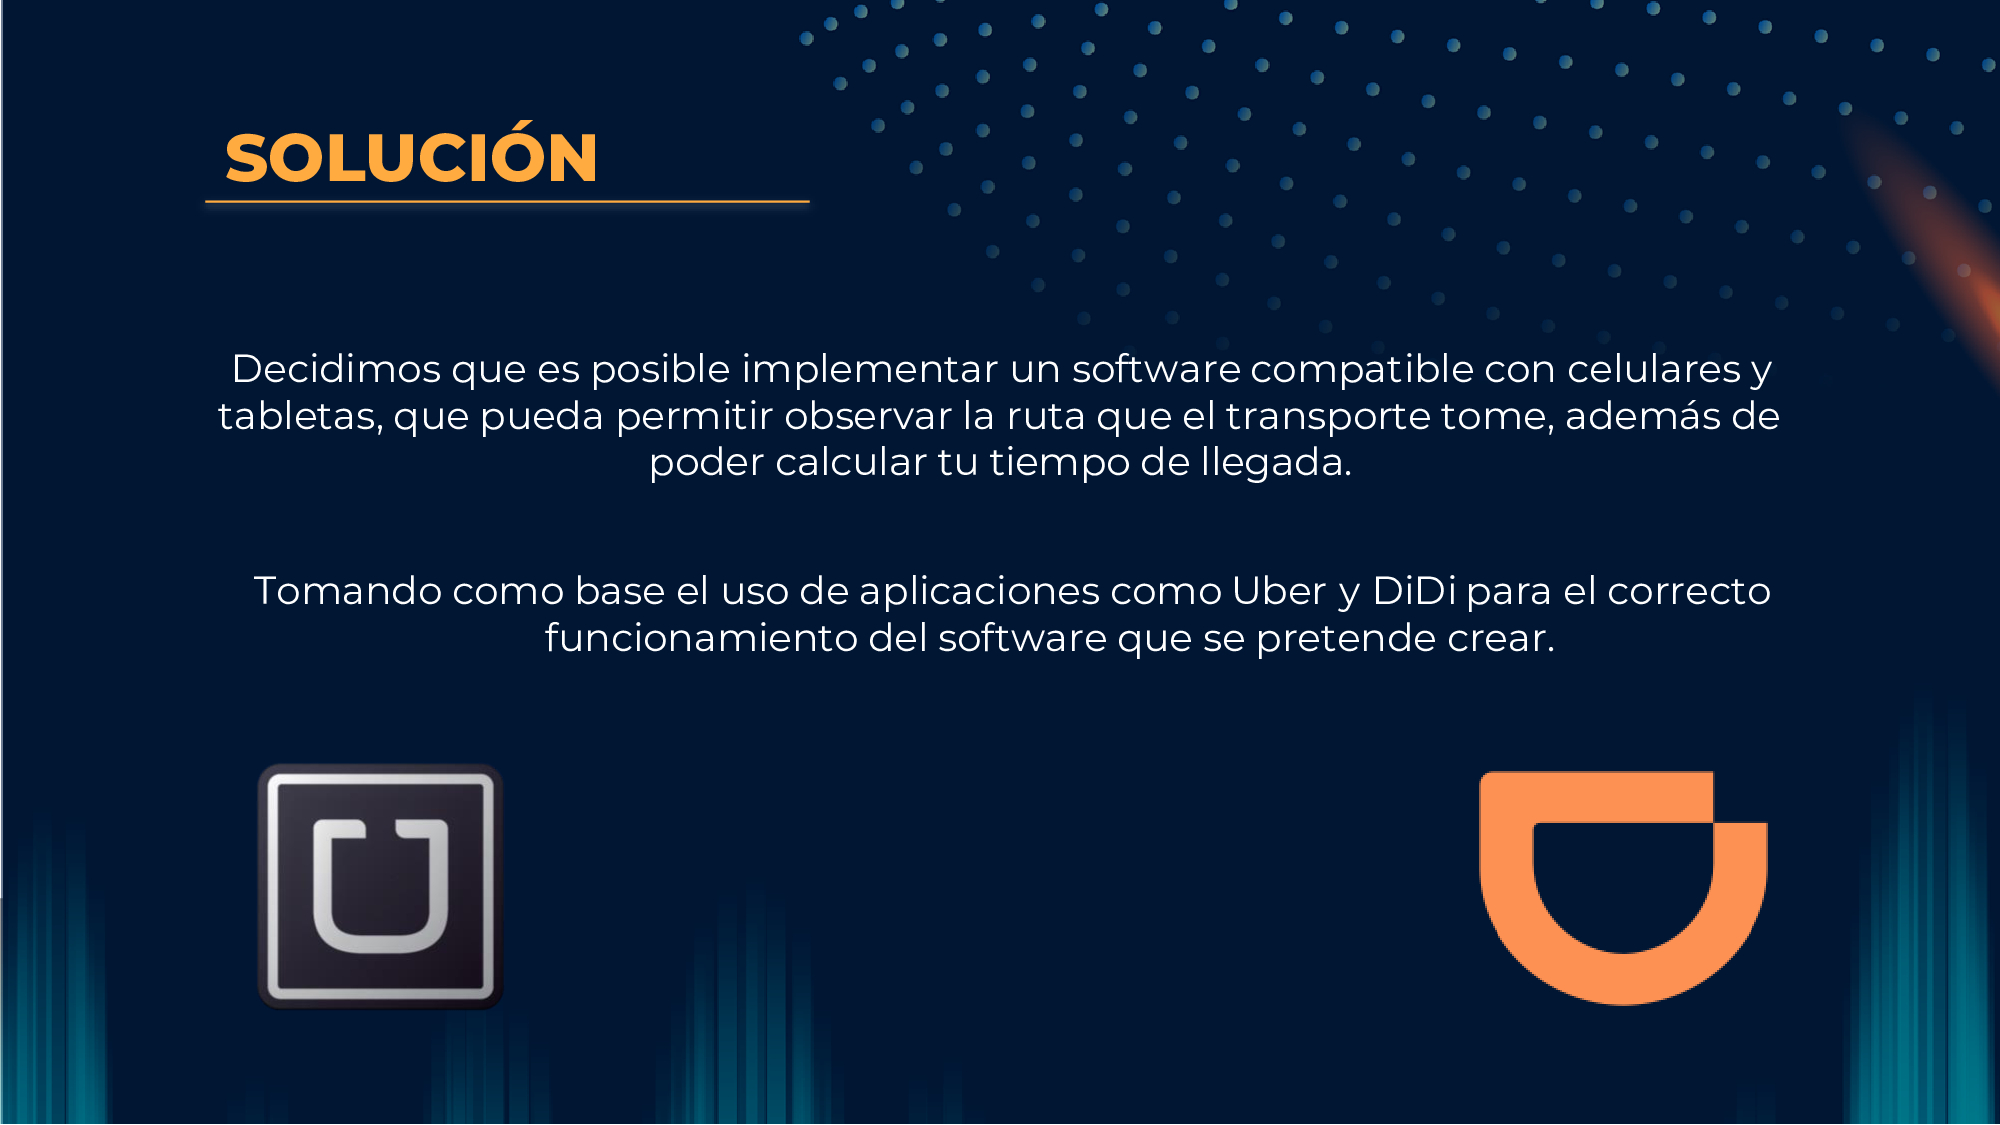 SOLUCIÓN
Decidimos que es posible implementar un software compatible con celulares y
tabletas, que pueda permitir observar la ruta que el transporte tome, además de
poder calcular tu tiempo de llegada.
Tomando como base el uso de aplicaciones como Uber y DiDi para el correcto
funcionamiento del software que se pretende crear.